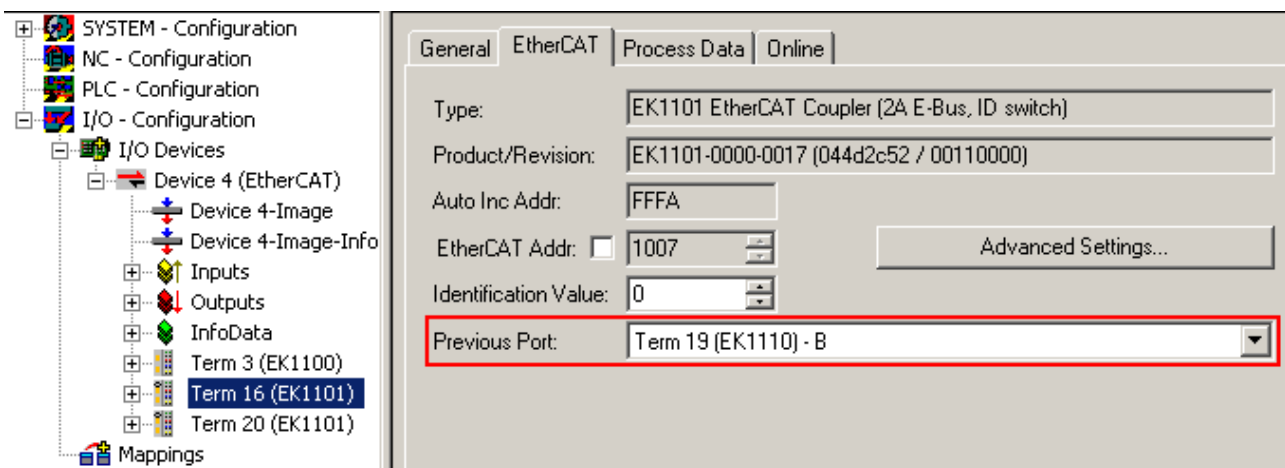 SYSTEM - Configuration
NC - Configuration
PLC - Configuration
I/O - Configuration
I/O Devices
Device 4 (EtherCAT)
Device 4-Image
Device 4-Image-Info
Inputs
Outputs
InfoData
Term 3 (EK1100)
Term 16 (EK1101)
Term 20 (EK1101)
Mappings
General EtherCAT Process Data Online
Type: EK1101 EtherCAT Coupler (2A E-Bus, ID switch)
Product/Revision: EK1101-0000-0017 (044d2c52 / 00110000)
Auto Inc Addr: FFFA
EtherCAT Addr: 1007 Advanced Settings...
Identification Value: 0
Previous Port: Term 19 (EK1110) - B